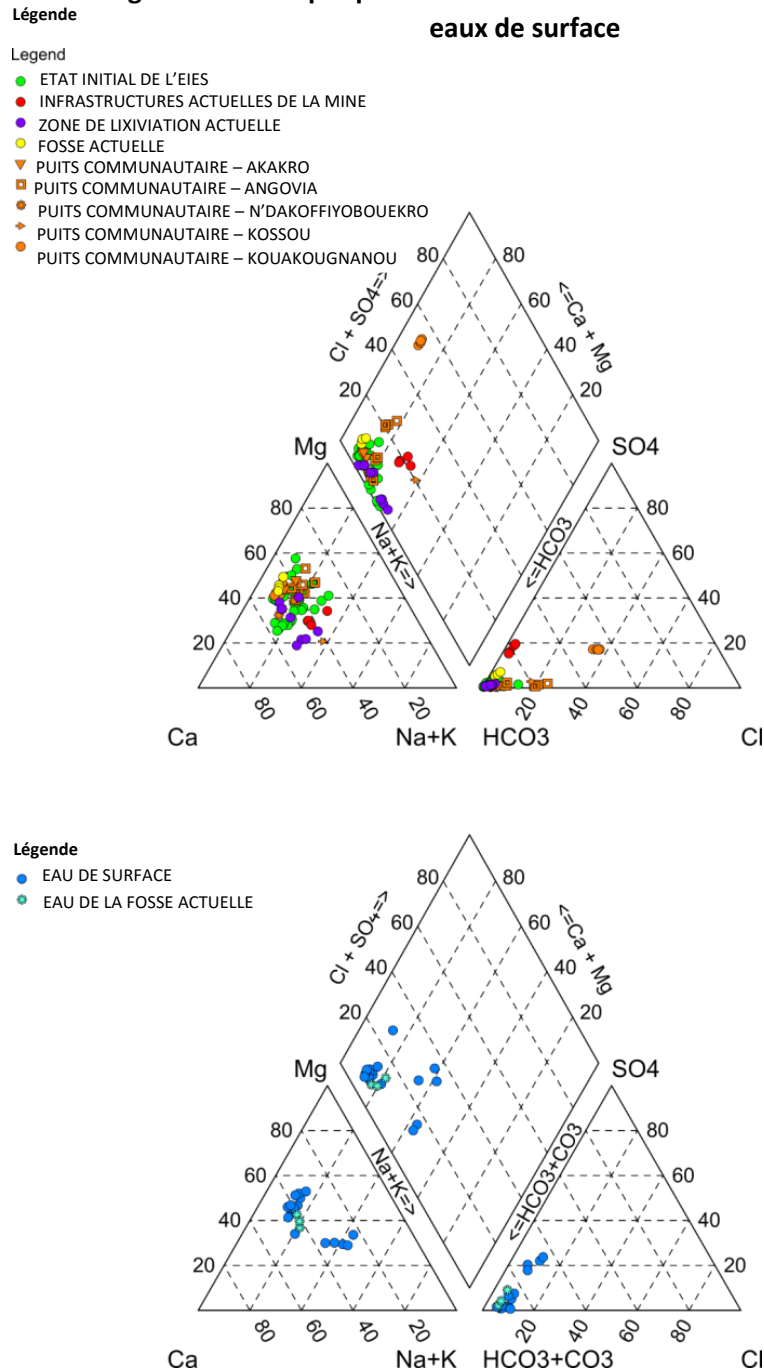 Légende
eaux de surface
Legend
ETAT INITIAL DE L'EIES
INFRASTRUCTURES ACTUELLES DE LA MINE
ZONE DE LIXIVIATION ACTUELLE
FOSSE ACTUELLE
PUITS COMMUNAUTAIRE – AKAKRO
PUITS COMMUNAUTAIRE – ANGOVIA
PUITS COMMUNAUTAIRE – N'DAKOFFIYOBOUEKRO
PUITS COMMUNAUTAIRE – KOSSOU
PUITS COMMUNAUTAIRE – KOUAKOUGNANOU
80 80
60 60
40 40
20 20
Cl + SO4=>
<=Ca + Mg
Mg SO4
Na+K=>
<=HCO3
80 80
60 60
40 40
20 20
80 60 40 20 20 40 60 80
Ca Na+K HCO3 Cl
Légende
EAU DE SURFACE
EAU DE LA FOSSE ACTUELLE
80 80
60 60
40 40
20 20
Cl + SO4=>
<=Ca + Mg
Mg SO4
Na+K=>
<=HCO3+CO3
80 80
60 60
40 40
20 20
80 60 40 20 20 40 60 80
Ca Na+K HCO3+CO3 Cl